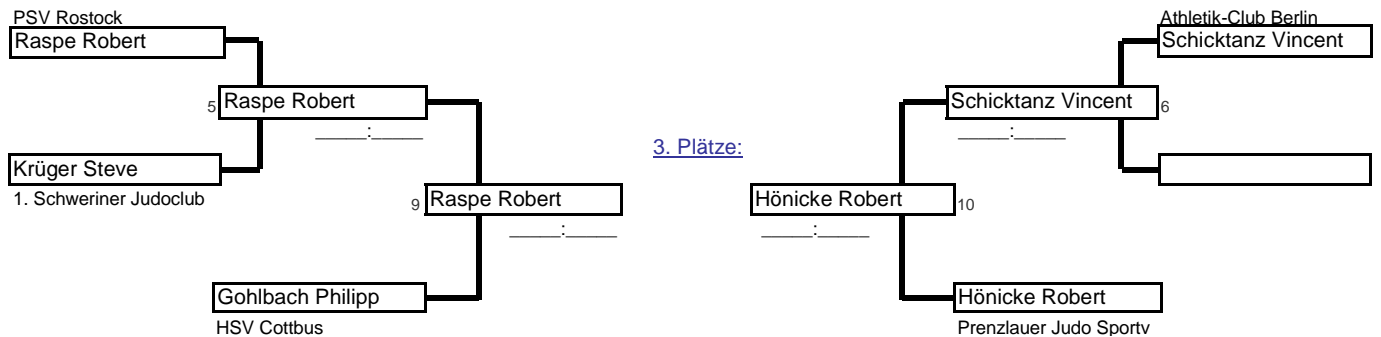 PSV Rostock
Athletik-Club Berlin
Raspe Robert
Schicktanz Vincent
5 Raspe Robert
Schicktanz Vincent 6
_____:_____
_____:_____
3. Plätze:
Krüger Steve
1. Schweriner Judoclub
9 Raspe Robert
Hönicke Robert 10
_____:_____
_____:_____
Gohlbach Philipp
Hönicke Robert
HSV Cottbus
Prenzlauer Judo Sportv